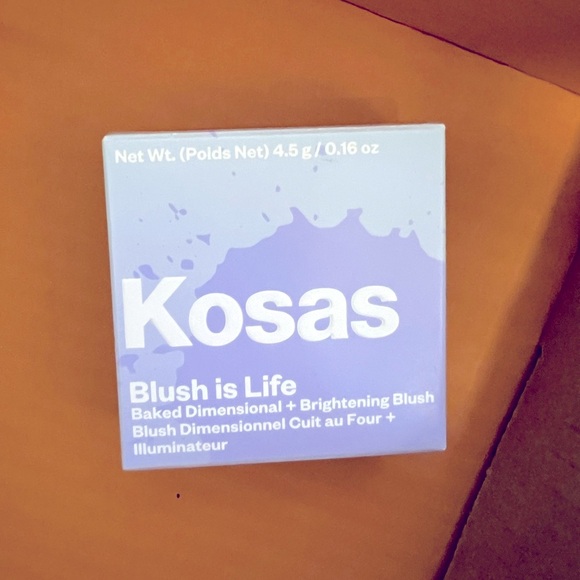 Net Wt. (Poids Net) 4.5 g / 0.16 oz
Kosas
Blush is Life
Baked Dimensional + Brightening Blush
Blush Dimensionnel Cuit au Four +
Illuminateur